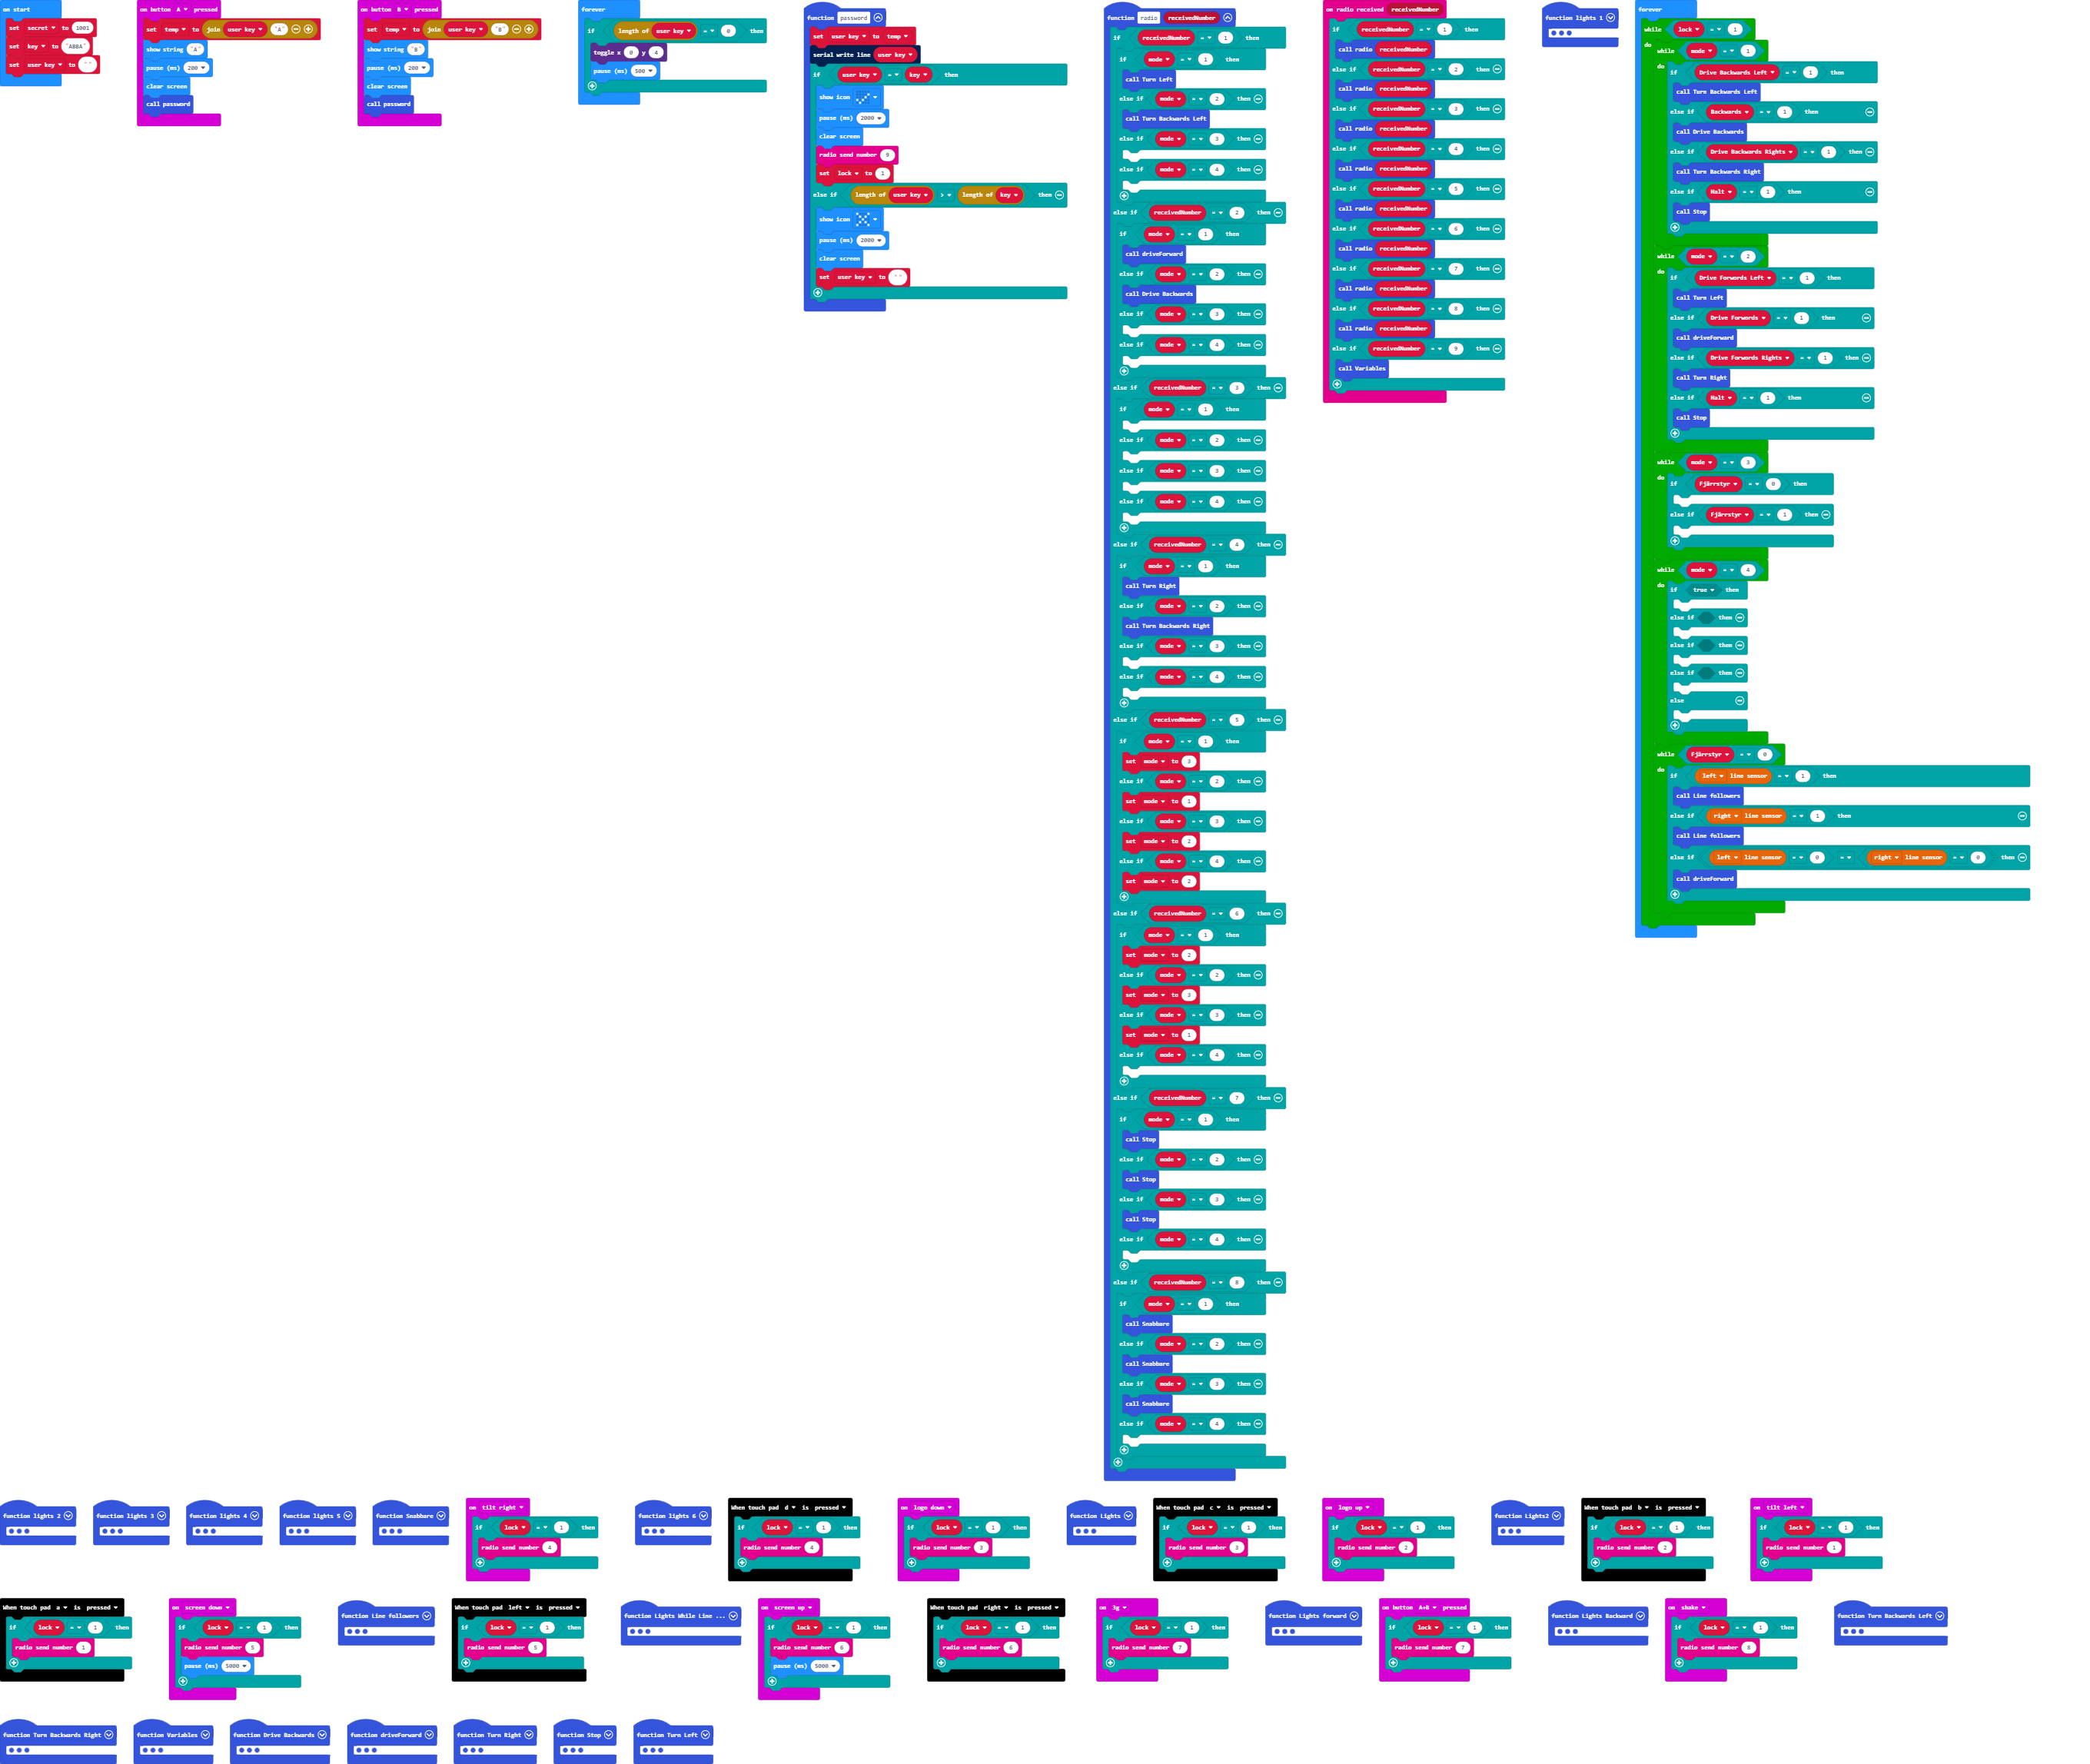 on start
set secret to 1001
set key to "ABBA"
set user key to " "
on button A pressed
set temp to join user key "A"
show string "A"
pause (ms) 200
clear screen
call password
on button B pressed
set temp to join user key "B"
show string "B"
pause (ms) 200
clear screen
call password
forever
if length of user key = 0 then
toggle x 0 y 4
pause (ms) 500
function password
set user key to temp
serial write line user key
if user key = key then
show icon
pause (ms) 2000
clear screen
radio send number 9
set lock to 1
else if length of user key > length of key then
show icon
pause (ms) 2000
clear screen
set user key to " "
function radio receivedNumber
if receivedNumber = 1 then
if mode = 1 then
call Turn Left
else if mode = 2 then
call Turn Backwards Left
else if mode = 3 then
else if mode = 4 then
else if receivedNumber = 2 then
if mode = 1 then
call driveForward
else if mode = 2 then
call Drive Backwards
else if mode = 3 then
else if mode = 4 then
else if receivedNumber = 3 then
if mode = 1 then
else if mode = 2 then
else if mode = 3 then
else if mode = 4 then
else if receivedNumber = 4 then
if mode = 1 then
call Turn Right
else if mode = 2 then
call Turn Backwards Right
else if mode = 3 then
else if mode = 4 then
else if receivedNumber = 5 then
if mode = 1 then
set mode to 3
else if mode = 2 then
set mode to 1
else if mode = 3 then
set mode to 2
else if mode = 4 then
set mode to 2
else if receivedNumber = 6 then
if mode = 1 then
set mode to 2
else if mode = 2 then
set mode to 3
else if mode = 3 then
set mode to 1
else if mode = 4 then
else if receivedNumber = 7 then
if mode = 1 then
call Stop
else if mode = 2 then
call Stop
else if mode = 3 then
call Stop
else if mode = 4 then
else if receivedNumber = 8 then
if mode = 1 then
call Snabbare
else if mode = 2 then
call Snabbare
else if mode = 3 then
call Snabbare
else if mode = 4 then
on radio received receivedNumber
if receivedNumber = 1 then
call radio receivedNumber
else if receivedNumber = 2 then
call radio receivedNumber
else if receivedNumber = 3 then
call radio receivedNumber
else if receivedNumber = 4 then
call radio receivedNumber
else if receivedNumber = 5 then
call radio receivedNumber
else if receivedNumber = 6 then
call radio receivedNumber
else if receivedNumber = 7 then
call radio receivedNumber
else if receivedNumber = 8 then
call radio receivedNumber
else if receivedNumber = 9 then
call Variables
function lights 1
forever
while lock = 1
do while mode = 1
do if Drive Backwards Left = 1 then
call Turn Backwards Left
else if Backwards = 1 then
call Drive Backwards
else if Drive Backwards Rights = 1 then
call Turn Backwards Right
else if Halt = 1 then
call Stop
while mode = 2
do if Drive Forwords Left = 1 then
call Turn Left
else if Drive Forwords = 1 then
call driveForward
else if Drive Forwords Rights = 1 then
call Turn Right
else if Halt = 1 then
call Stop
while mode = 3
do if Fjärrstyr = 0 then
else if Fjärrstyr = 1 then
while mode = 4
do if true then
else if then
else if then
else if then
else
while Fjärrstyr = 0
do if left line sensor = 1 then
call Line followers
else if right line sensor = 1 then
call Line followers
else if left line sensor = 0 = right line sensor = 0 then
call driveForward
function lights 2
function lights 3
function lights 4
function lights 5
function Snabbare
on tilt right
if lock = 1 then
radio send number 4
function lights 6
When touch pad d is pressed
if lock = 1 then
radio send number 4
on logo down
if lock = 1 then
radio send number 3
function Lights
When touch pad c is pressed
if lock = 1 then
radio send number 3
on logo up
if lock = 1 then
radio send number 2
function Lights2
When touch pad b is pressed
if lock = 1 then
radio send number 2
on tilt left
if lock = 1 then
radio send number 1
When touch pad a is pressed
if lock = 1 then
radio send number 1
on screen down
if lock = 1 then
radio send number 5
pause (ms) 5000
function Line followers
When touch pad left is pressed
if lock = 1 then
radio send number 5
function Lights While Line ...
on screen up
if lock = 1 then
radio send number 6
pause (ms) 5000
When touch pad right is pressed
if lock = 1 then
radio send number 6
on 3g
if lock = 1 then
radio send number 7
function Lights forward
on button A+B pressed
if lock = 1 then
radio send number 7
function Lights Backward
on shake
if lock = 1 then
radio send number 8
function Turn Backwards Left
function Turn Backwards Right
function Variables
function Drive Backwards
function driveForward
function Turn Right
function Stop
function Turn Left